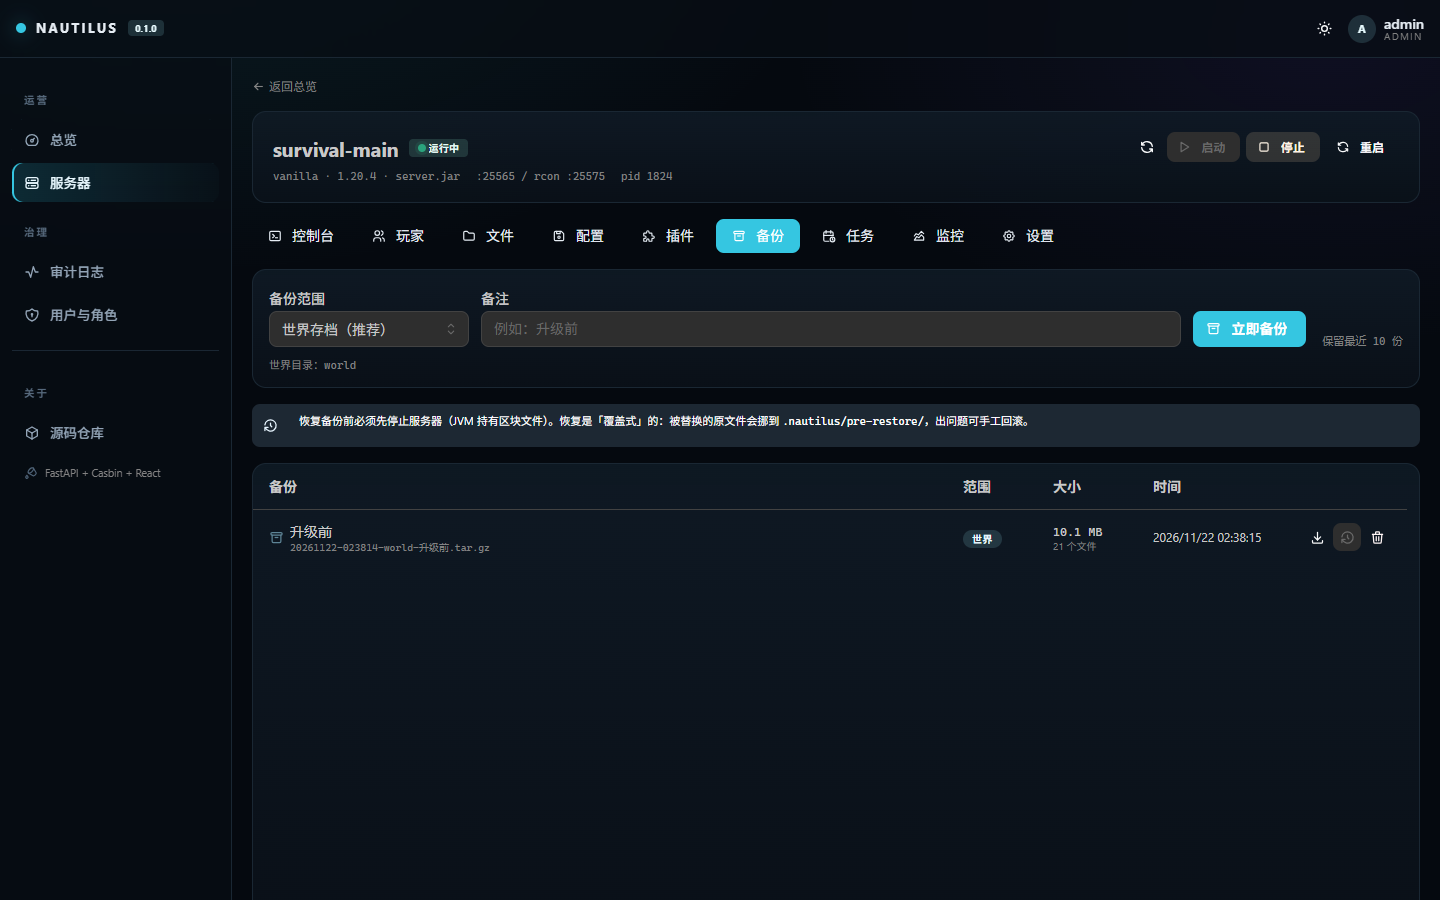 NAUTILUS 0.1.0
A admin
ADMIN
运营
总览
服务器
治理
审计日志
用户与角色
关于
源码仓库
FastAPI + Casbin + React
← 返回总览
survival-main 运行中
vanilla · 1.20.4 · server.jar :25565 / rcon :25575 pid 1824
启动 停止 重启
控制台 玩家 文件 配置 插件 备份 任务 监控 设置
备份范围 备注
世界存档（推荐） 例如：升级前 立即备份 保留最近 10 份
世界目录：world
恢复备份前必须先停止服务器（JVM 持有区块文件）。恢复是「覆盖式」的：被替换的原文件会挪到 .nautilus/pre-restore/，出问题可手工回滚。
备份 范围 大小 时间
升级前 世界 10.1 MB 2026/11/22 02:38:15
20261122-023814-world-升级前.tar.gz 21 个文件